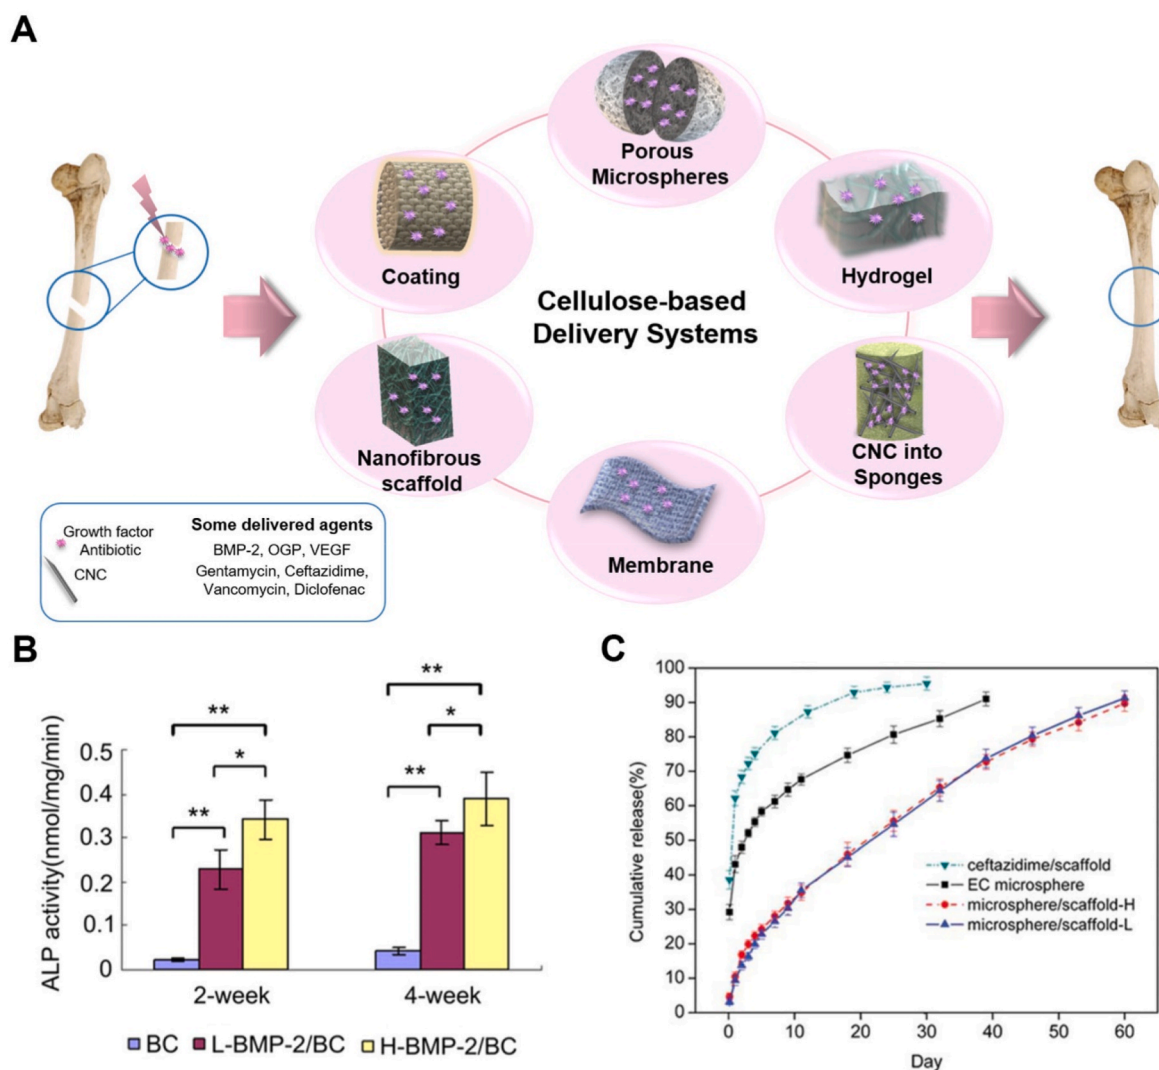 A
Porous
Microspheres
Coating
Hydrogel
Cellulose-based
Delivery Systems
Nanofibrous
scaffold
CNC into
Sponges
Membrane
Growth factor
Antibiotic
CNC
Some delivered agents
BMP-2, OGP, VEGF
Gentamycin, Ceftazidime,
Vancomycin, Diclofenac
B
ALP activity(nmol/mg/min)
0.5
0.4
0.3
0.2
0.1
0
**
**
*
**
*
**
2-week
4-week
BC
L-BMP-2/BC
H-BMP-2/BC
C
Cumulative release(%)
100
90
80
70
60
50
40
30
20
10
0
ceftazidime/scaffold
EC microsphere
microsphere/scaffold-H
microsphere/scaffold-L
0 10 20 30 40 50 60
Day